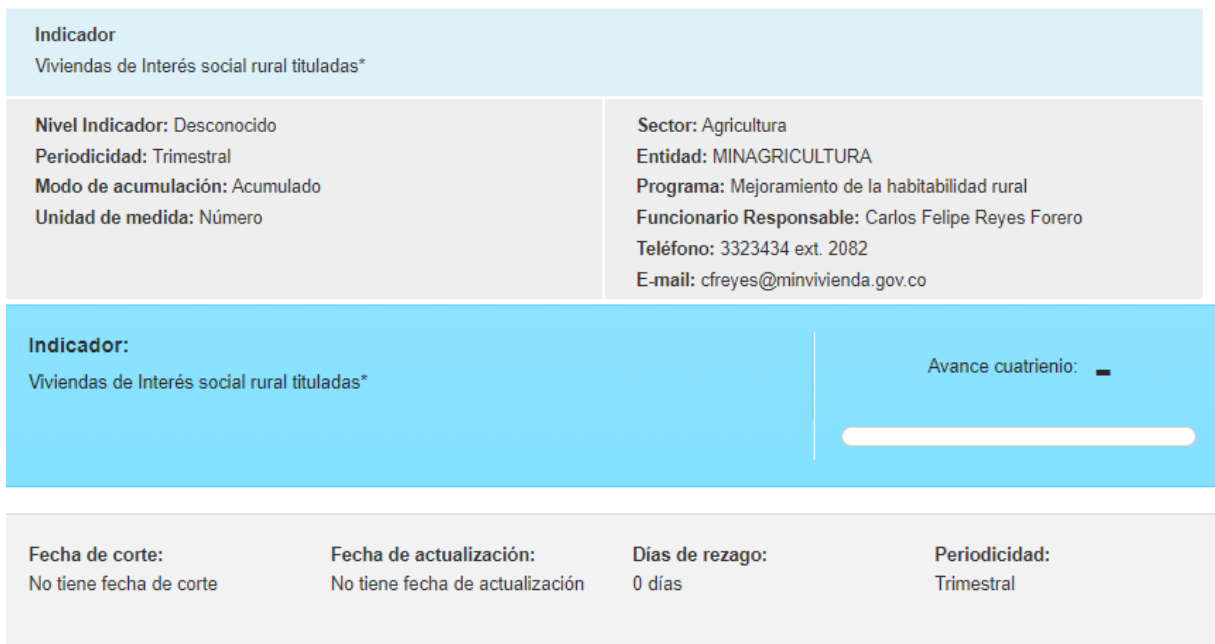 Indicador
Viviendas de Interés social rural tituladas*
Nivel Indicador: Desconocido
Periodicidad: Trimestral
Modo de acumulación: Acumulado
Unidad de medida: Número
Sector: Agricultura
Entidad: MINAGRICULTURA
Programa: Mejoramiento de la habitabilidad rural
Funcionario Responsable: Carlos Felipe Reyes Forero
Teléfono: 3323434 ext. 2082
E-mail: cfreyes@minvivienda.gov.co
Indicador:
Viviendas de Interés social rural tituladas*
Avance cuatrienio: -
Fecha de corte:
No tiene fecha de corte
Fecha de actualización:
No tiene fecha de actualización
Días de rezago:
0 días
Periodicidad:
Trimestral